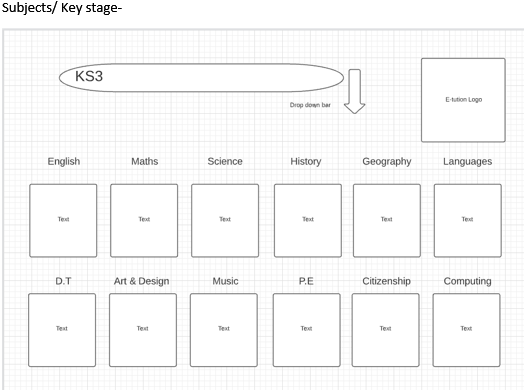 Subjects/ Key stage-
KS3
Drop down bar
E-tution Logo
English Maths Science History Geography Languages
Text Text Text Text Text Text
D.T Art & Design Music P.E Citizenship Computing
Text Text Text Text Text Text